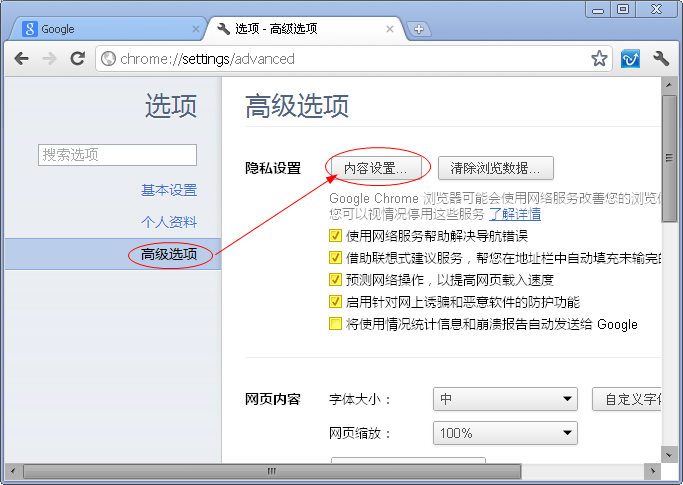 Google
选项 - 高级选项
chrome://settings/advanced
选项
搜索选项
基本设置
个人资料
高级选项
高级选项
隐私设置
内容设置...
清除浏览数据...
Google Chrome 浏览器可能会使用网络服务改善您的浏览
您可以视情况停用这些服务 了解详情
使用网络服务帮助解决导航错误
借助联想式建议服务，帮您在地址栏中自动填充未输完的
预测网络操作，以提高网页载入速度
启用针对网上诱骗和恶意软件的防护功能
将使用情况统计信息和崩溃报告自动发送给 Google
网页内容
字体大小：
中
自定义字
网页缩放：
100%